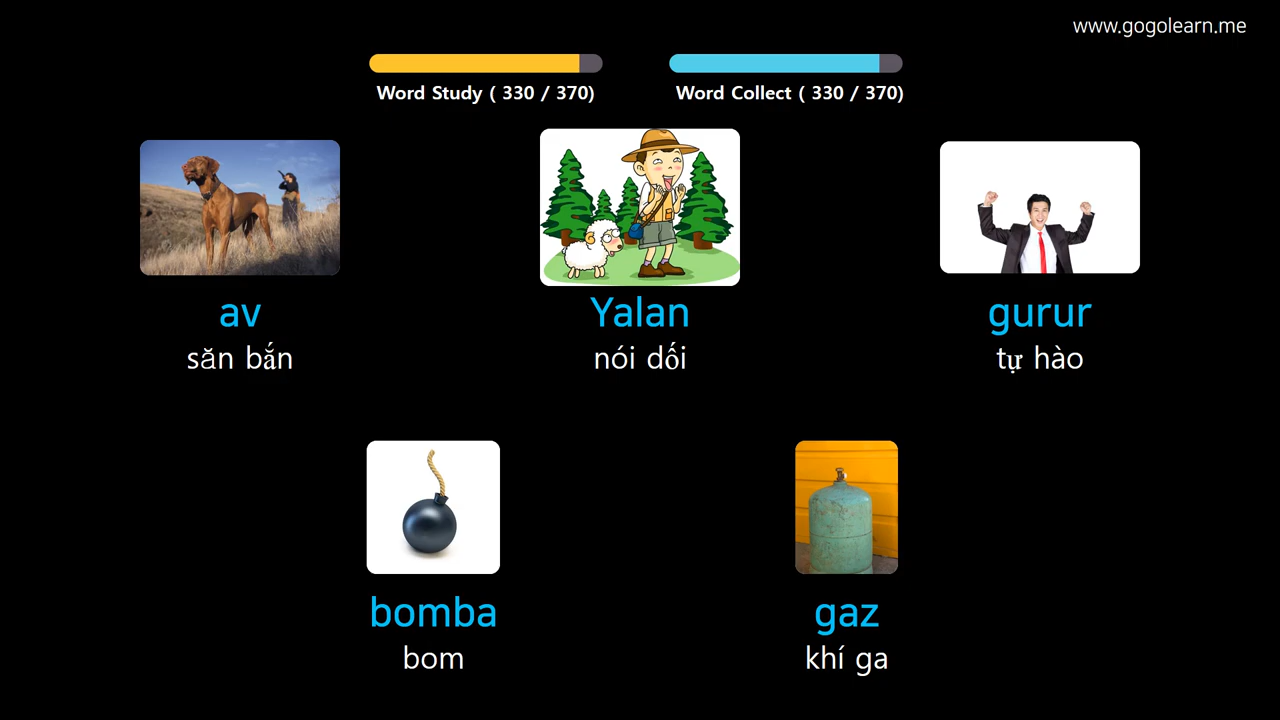 www.gogolearn.me
Word Study ( 330 / 370)
Word Collect ( 330 / 370)
av
săn bắn
Yalan
nói dối
gurur
tự hào
bomba
bom
gaz
khí ga